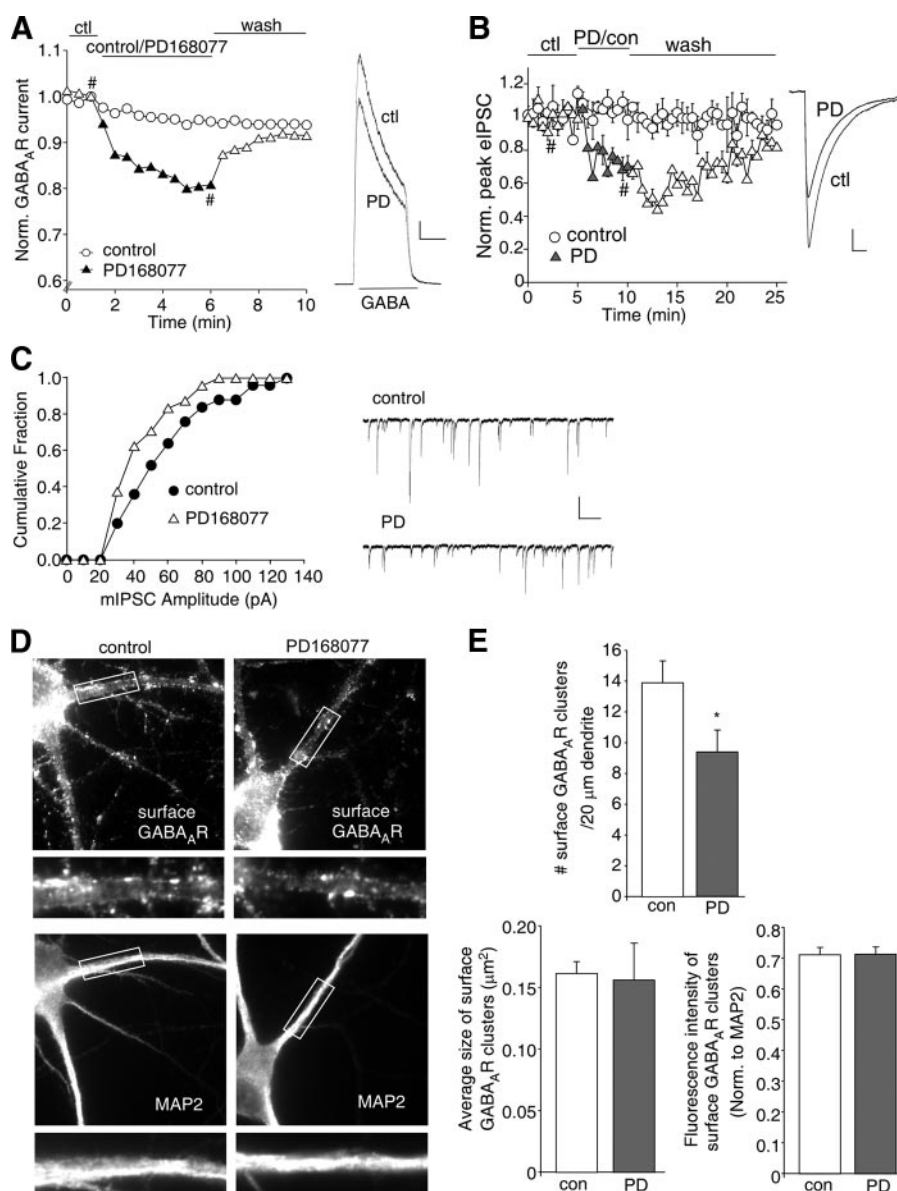 A
ctl
control/PD168077
wash
Norm. GABA_AR current
1.1
1.0
0.9
0.8
0.7
0.6
#
#
control
PD168077
0 2 4 6 8 10
Time (min)
ctl
PD
GABA
B
ctl
PD/con
wash
Norm. peak eIPSC
1.2
1
0.8
0.6
0.4
0.2
0
#
#
control
PD
0 5 10 15 20 25
Time (min)
PD
ctl
C
Cumulative Fraction
1.0
0.8
0.6
0.4
0.2
0.0
control
PD168077
0 20 40 60 80 100 120 140
mIPSC Amplitude (pA)
control
PD
D
control
PD168077
surface
GABA_AR
surface
GABA_AR
MAP2
MAP2
E
# surface GABA_AR clusters
/20 μm dendrite
16
14
12
10
8
6
4
2
0
*
con PD
Average size of surface
GABA_AR clusters (μm²)
0.20
0.15
0.10
0.05
0
con PD
Fluorescence intensity of
surface GABA_AR clusters
(Norm. to MAP2)
0.8
0.7
0.6
0.5
0.4
0.3
0.2
0.1
0
con PD